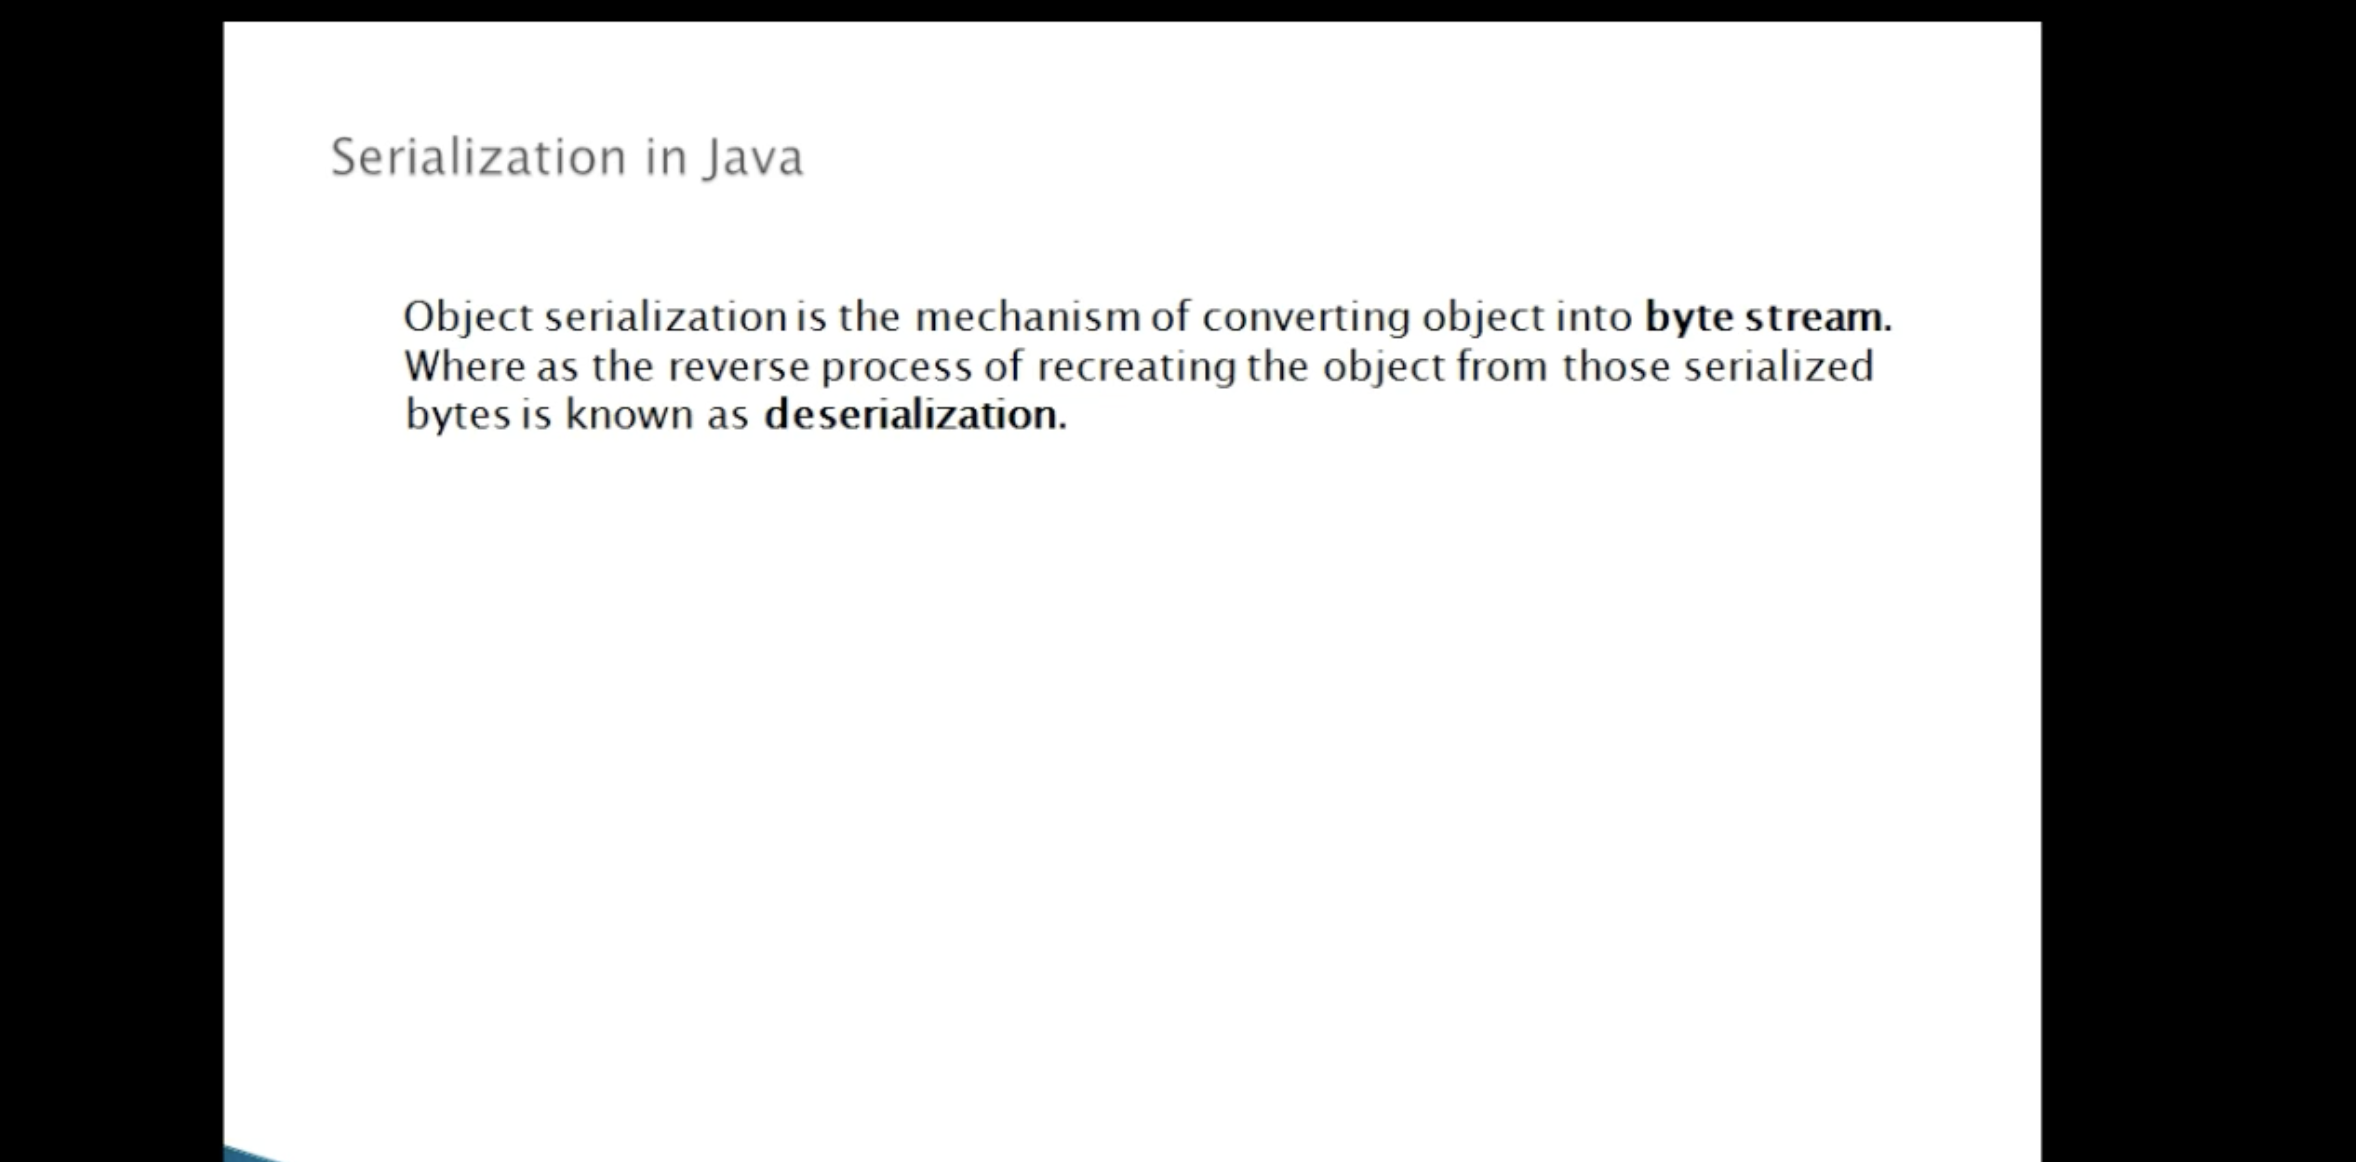 Serialization in Java
Object serialization is the mechanism of converting object into byte stream.
Where as the reverse process of recreating the object from those serialized
bytes is known as deserialization.